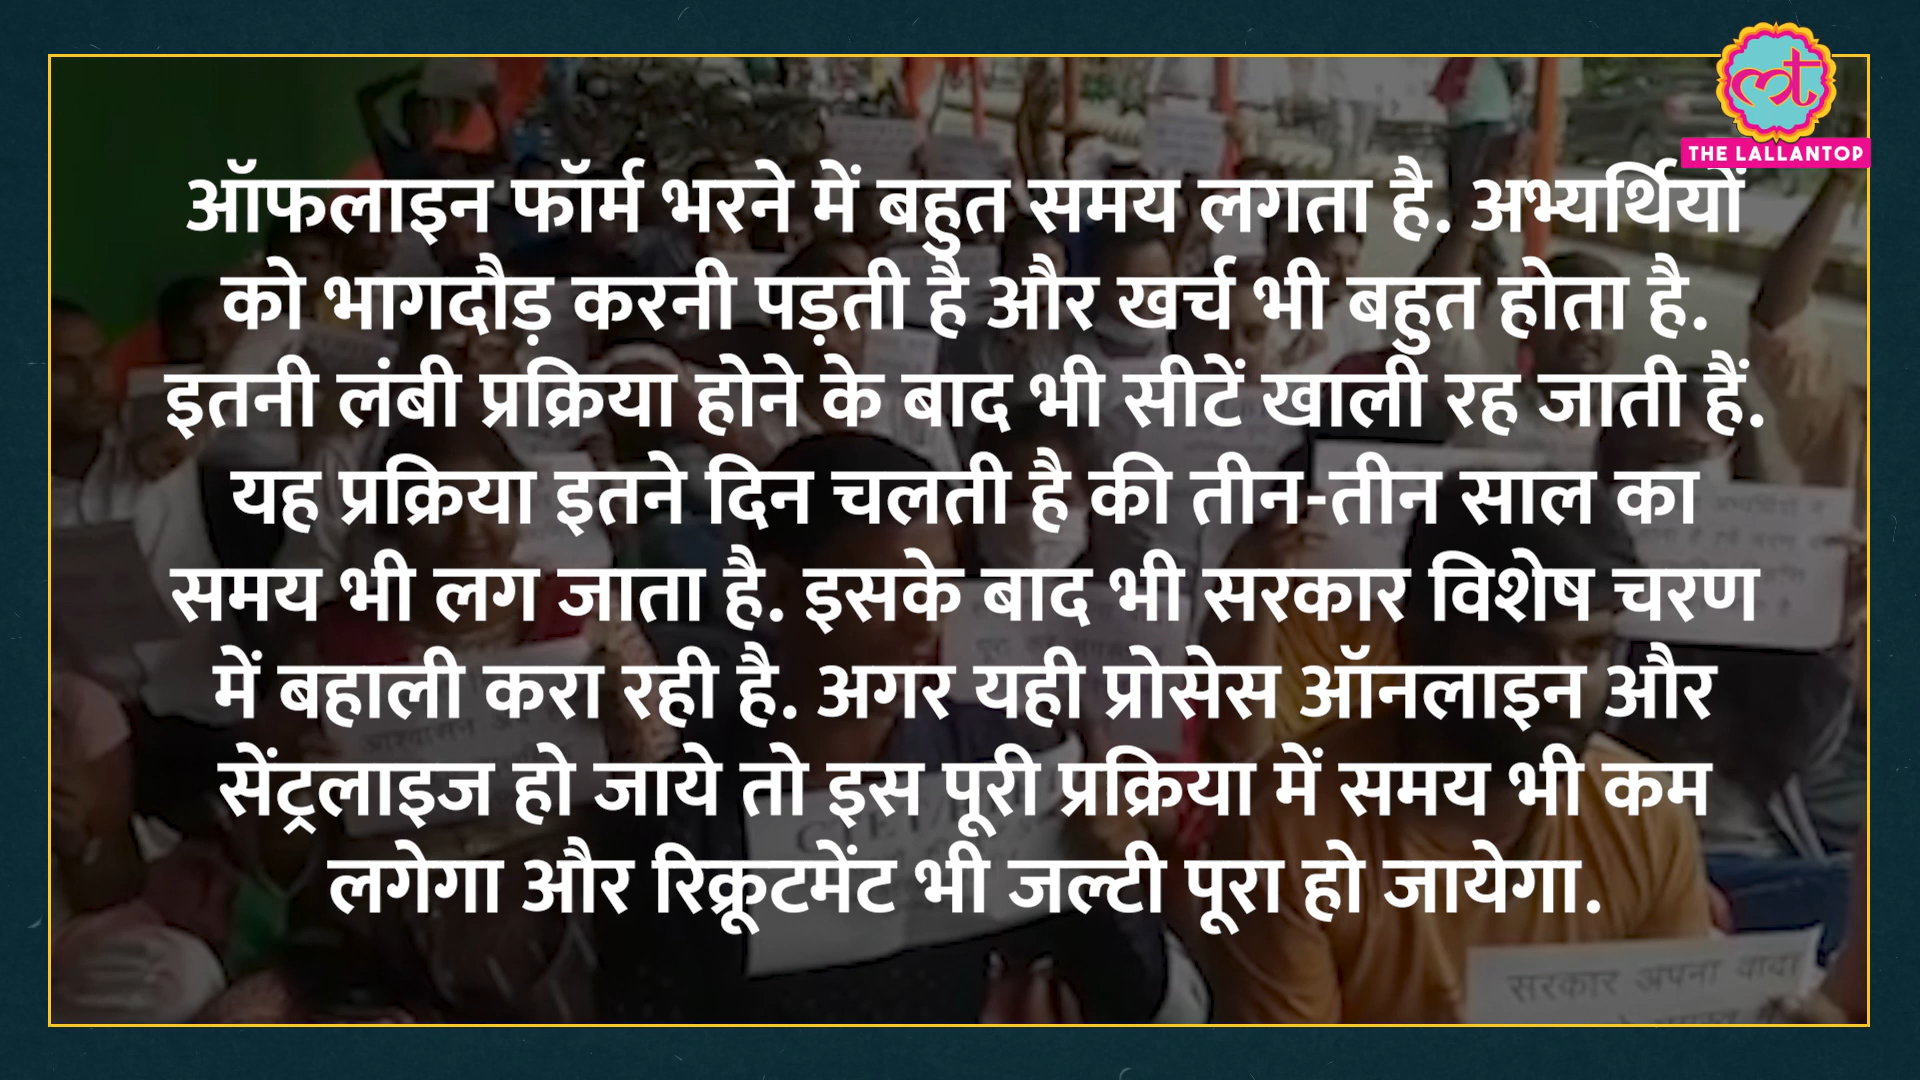 THE LALLANTOP
ऑफलाइन फॉर्म भरने में बहुत समय लगता है. अभ्यर्थियों
को भागदौड़ करनी पड़ती है और खर्च भी बहुत होता है.
इतनी लंबी प्रक्रिया होने के बाद भी सीटें खाली रह जाती हैं.
यह प्रक्रिया इतने दिन चलती है की तीन-तीन साल का
समय भी लग जाता है. इसके बाद भी सरकार विशेष चरण
में बहाली करा रही है. अगर यही प्रोसेस ऑनलाइन और
सेंट्रलाइज हो जाये तो इस पूरी प्रक्रिया में समय भी कम
लगेगा और रिक्रूटमेंट भी जल्टी पूरा हो जायेगा.
सरकार अपना वादा